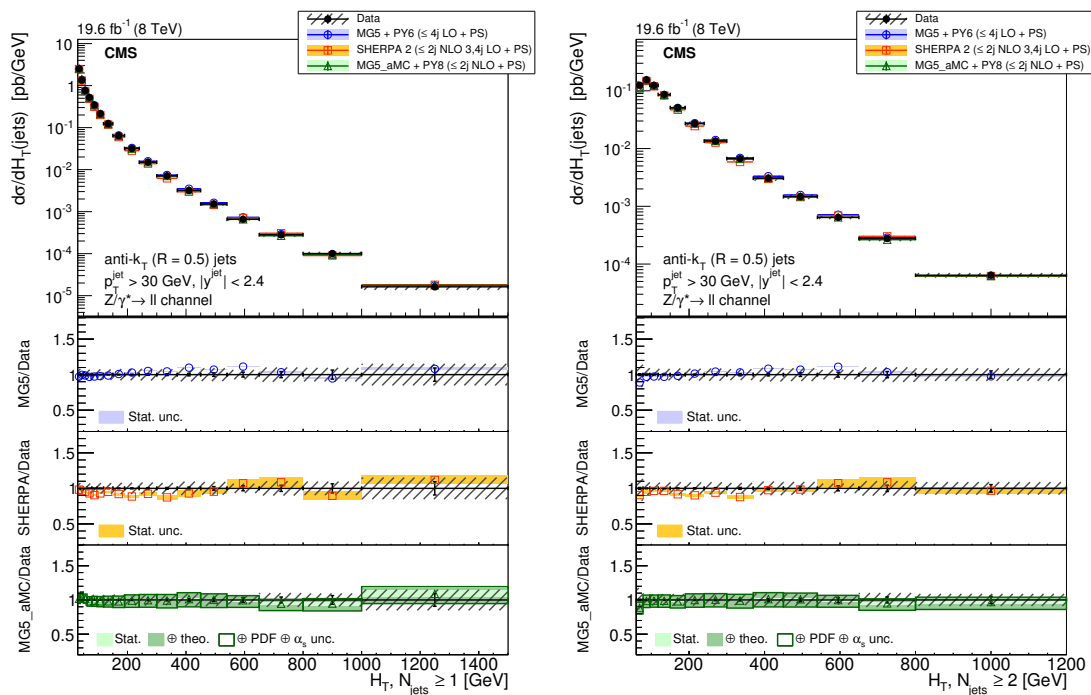 19.6 fb⁻¹ (8 TeV)
Data
MG5 + PY6 (≤ 4j LO + PS)
SHERPA 2 (≤ 2j NLO 3,4j LO + PS)
MG5_aMC + PY8 (≤ 2j NLO + PS)
CMS
dσ/dH_T(jets) [pb/GeV]
10
1
10⁻¹
10⁻²
10⁻³
10⁻⁴
10⁻⁵
anti-k_T (R = 0.5) jets
p_T^jet > 30 GeV, |y^jet| < 2.4
Z/γ*→ ll channel
MG5/Data
1.5
1
0.5
Stat. unc.
SHERPA/Data
1.5
1
0.5
Stat. unc.
MG5_aMC/Data
1.5
1
0.5
Stat. ⊕ theo. ⊕ PDF ⊕ α_s unc.
200 400 600 800 1000 1200 1400
H_T, N_jets ≥ 1 [GeV]
19.6 fb⁻¹ (8 TeV)
Data
MG5 + PY6 (≤ 4j LO + PS)
SHERPA 2 (≤ 2j NLO 3,4j LO + PS)
MG5_aMC + PY8 (≤ 2j NLO + PS)
CMS
dσ/dH_T(jets) [pb/GeV]
10⁻¹
10⁻²
10⁻³
10⁻⁴
anti-k_T (R = 0.5) jets
p_T^jet > 30 GeV, |y^jet| < 2.4
Z/γ*→ ll channel
MG5/Data
1.5
1
0.5
Stat. unc.
SHERPA/Data
1.5
1
0.5
Stat. unc.
MG5_aMC/Data
1.5
1
0.5
Stat. ⊕ theo. ⊕ PDF ⊕ α_s unc.
200 400 600 800 1000 1200
H_T, N_jets ≥ 2 [GeV]